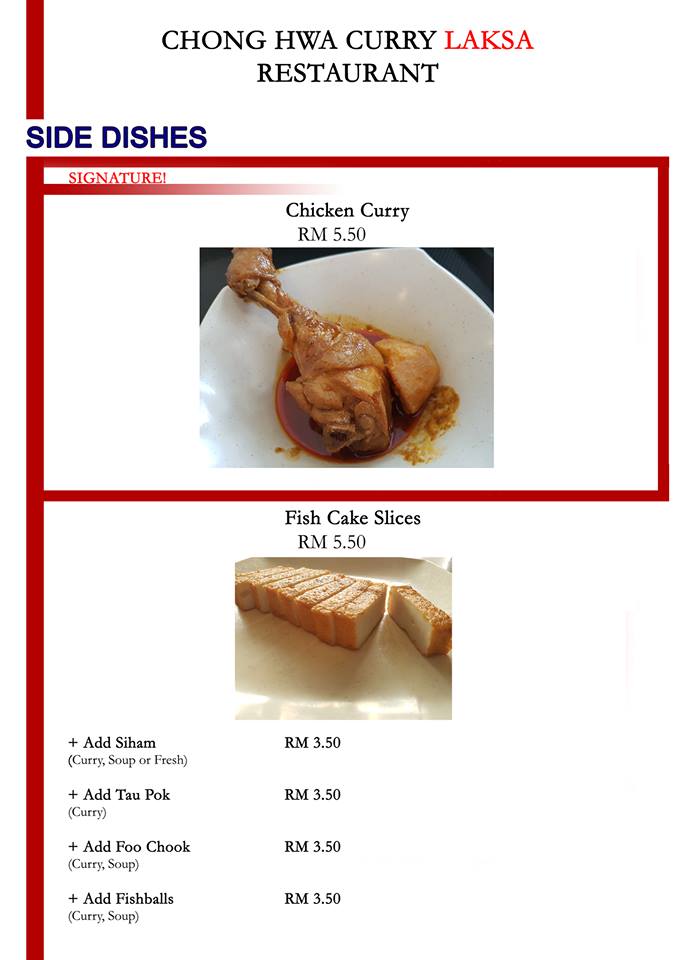 CHONG HWA CURRY LAKSA
RESTAURANT
SIDE DISHES
SIGNATURE!
Chicken Curry
RM 5.50
Fish Cake Slices
RM 5.50
+ Add Siham RM 3.50
(Curry, Soup or Fresh)
+ Add Tau Pok RM 3.50
(Curry)
+ Add Foo Chook RM 3.50
(Curry, Soup)
+ Add Fishballs RM 3.50
(Curry, Soup)